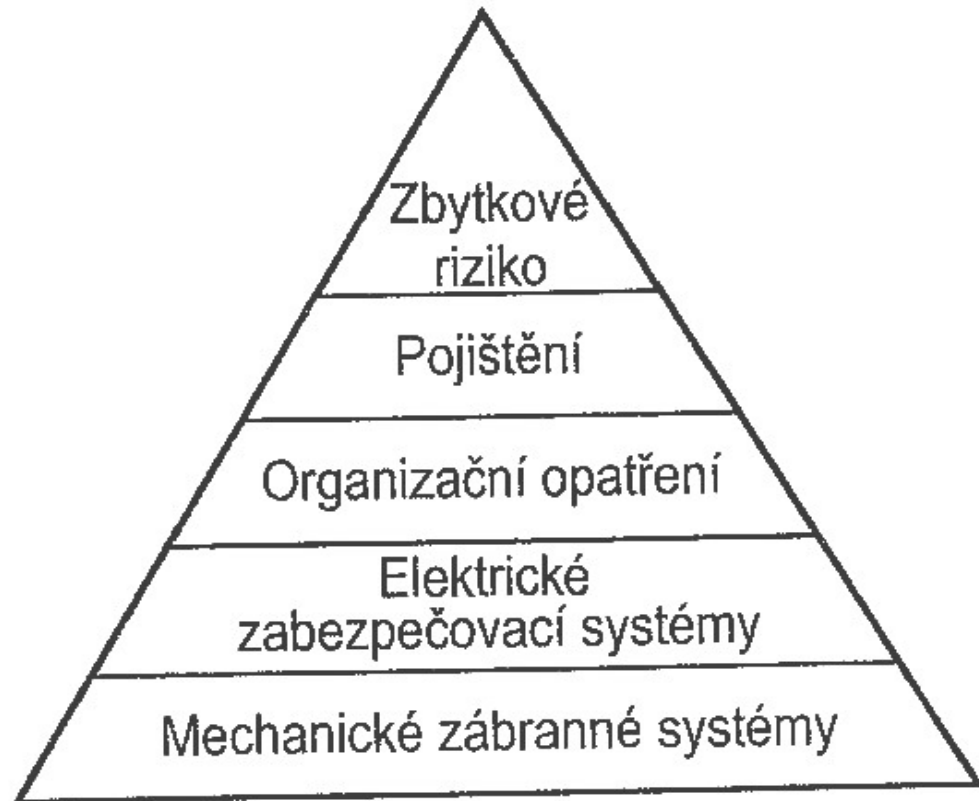 Zbytkové
riziko
Pojištění
Organizační opatření
Elektrické
zabezpečovací systémy
Mechanické zábranné systémy